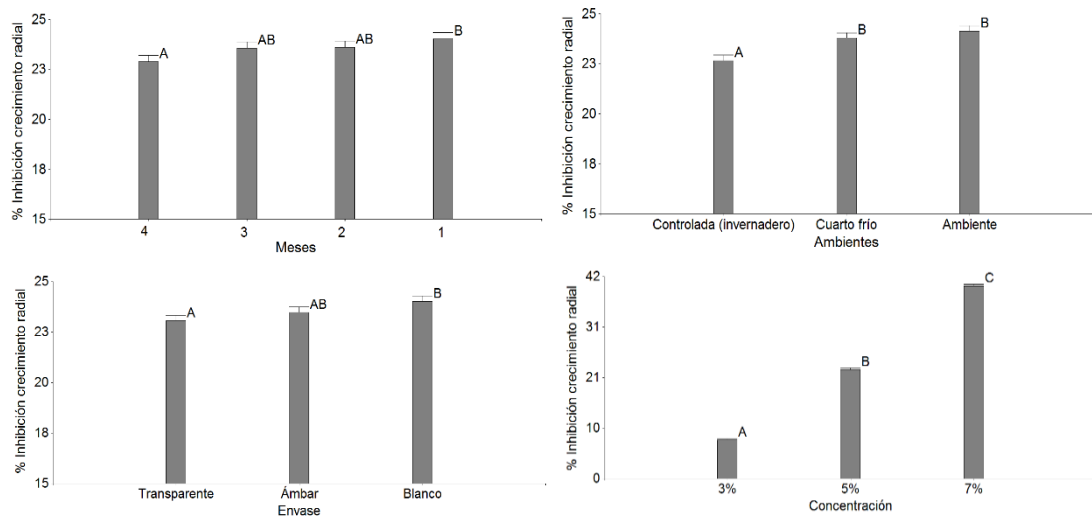 % Inhibición crecimiento radial
25
23
20
18
15
A
AB
AB
B
4 3 2 1
Meses
% Inhibición crecimiento radial
25
23
20
18
15
A
B
B
Controlada (invernadero) Cuarto frío Ambiente
Ambientes
% Inhibición crecimiento radial
25
23
20
18
15
A
AB
B
Transparente Ámbar Blanco
Envase
% Inhibición crecimiento radial
42
31
21
10
0
A
B
C
3% 5% 7%
Concentración